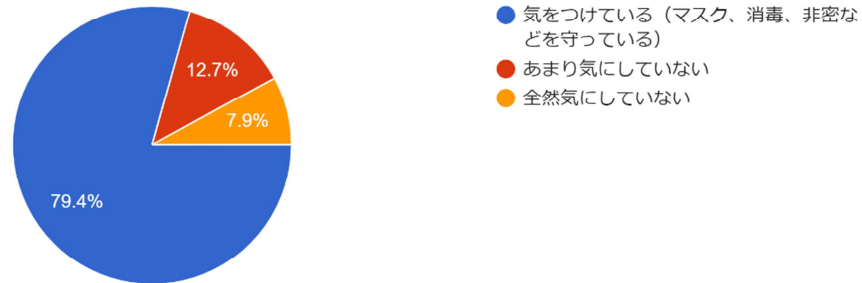 気をつけている（マスク、消毒、非密な
どを守っている）
あまり気にしていない
全然気にしていない
12.7%
7.9%
79.4%